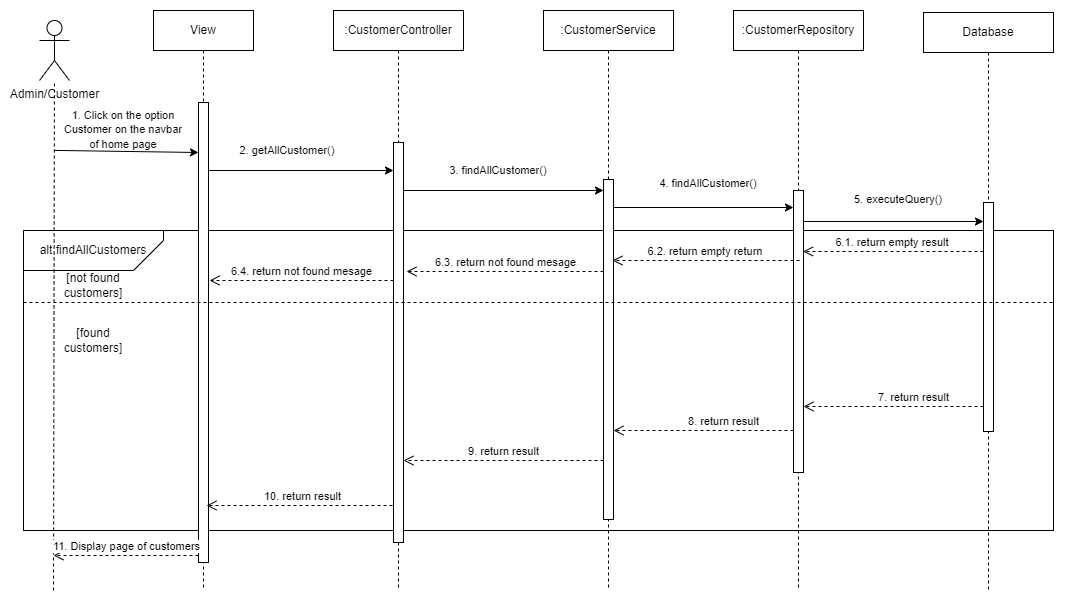 View
:CustomerController
:CustomerService
:CustomerRepository
Database
Admin/Customer
1. Click on the option
Customer on the navbar
of home page
2. getAllCustomer()
3. findAllCustomer()
4. findAllCustomer()
5. executeQuery()
alt:findAllCustomers
6.1. return empty result
6.2. return empty return
6.3. return not found message
6.4. return not found mesage
[not found
customers]
[found
customers]
7. return result
8. return result
9. return result
10. return result
11. Display page of customers